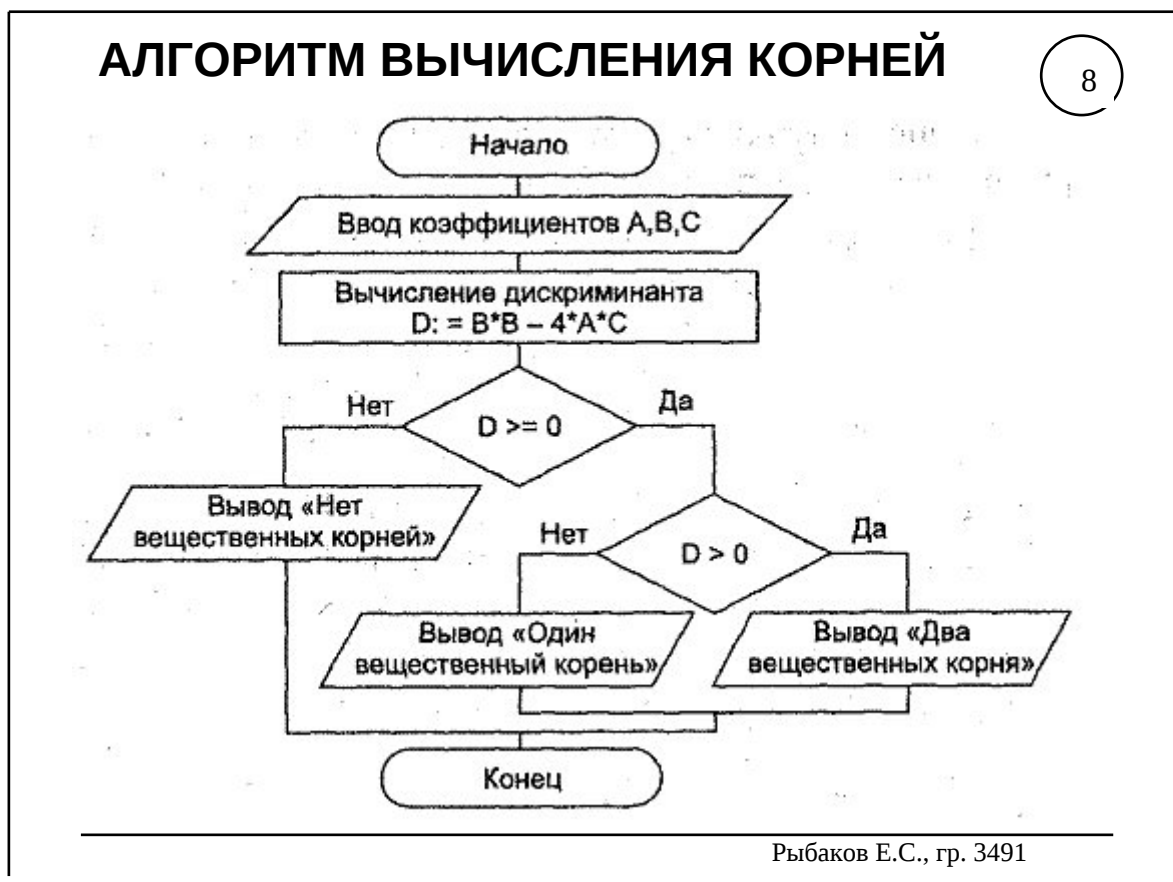 АЛГОРИТМ ВЫЧИСЛЕНИЯ КОРНЕЙ
8
Начало
Ввод коэффициентов A,B,C
Вычисление дискриминанта
D: = B*B – 4*A*C
Нет
D >= 0
Да
Вывод «Нет
вещественных корней»
Нет
D > 0
Да
Вывод «Один
вещественный корень»
Вывод «Два
вещественных корня»
Конец
Рыбаков Е.С., гр. 3491